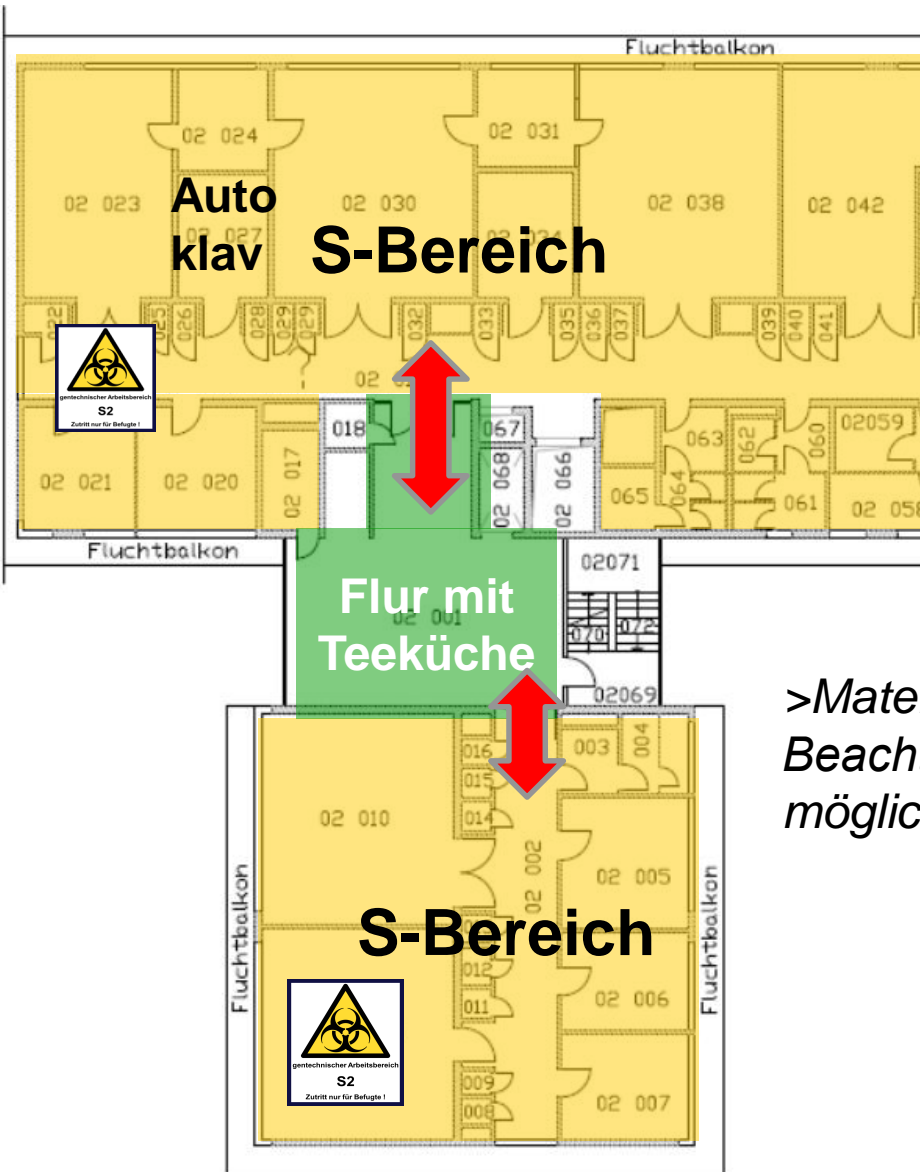 Fluchtbalkon
02 024
02 031
02 023
Auto
klav
02 027
02 030
S-Bereich
02 038
02 042
022
025
026
028
029
029
032
033
035
036
037
039
040
041
gentechnischer Arbeitsbereich
S2
Zutritt nur für Befugte !
018
067
063
062
060
02059
02 021
02 020
02 017
02 068
02 066
065
064
061
02 058
Fluchtbalkon
02071
Flur mit
02 001
Teeküche
070
072
02069
>Mate
Beach
möglic
016
003
004
015
014
02 010
02 002
02 005
Fluchtbalkon
Fluchtbalkon
S-Bereich
012
011
02 006
gentechnischer Arbeitsbereich
S2
Zutritt nur für Befugte !
009
008
02 007